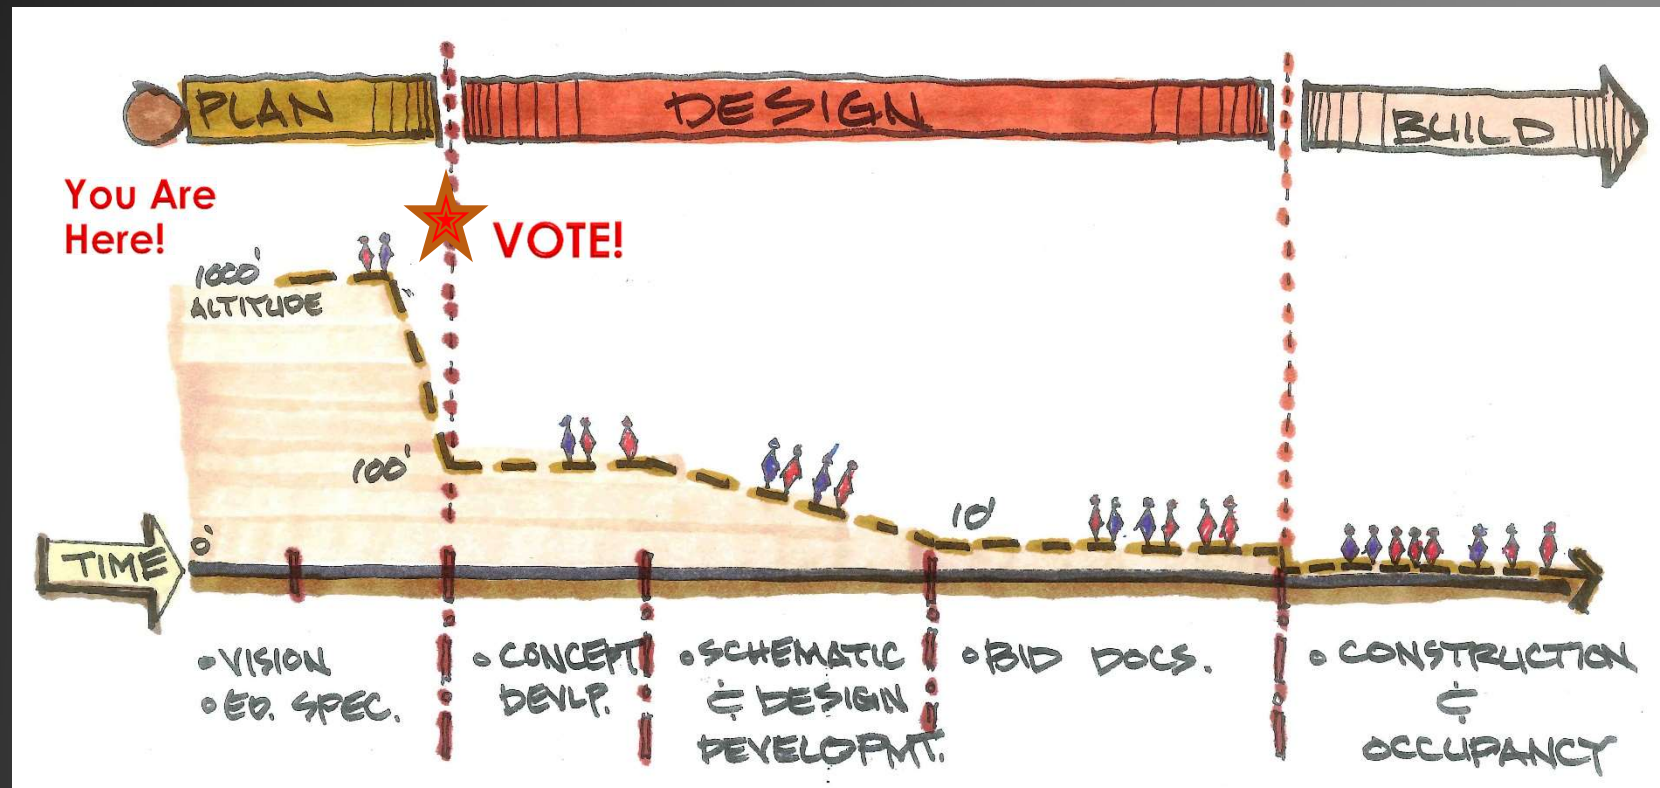 PLAN
DESIGN
BUILD
You Are
Here!
VOTE!
1000'
ALTITUDE
100'
10'
0'
TIME
• VISION
• ED. SPEC.
• CONCEPT
DEVLP.
• SCHEMATIC
& DESIGN
DEVELOPMT.
• BID DOCS.
• CONSTRUCTION
&
OCCUPANCY